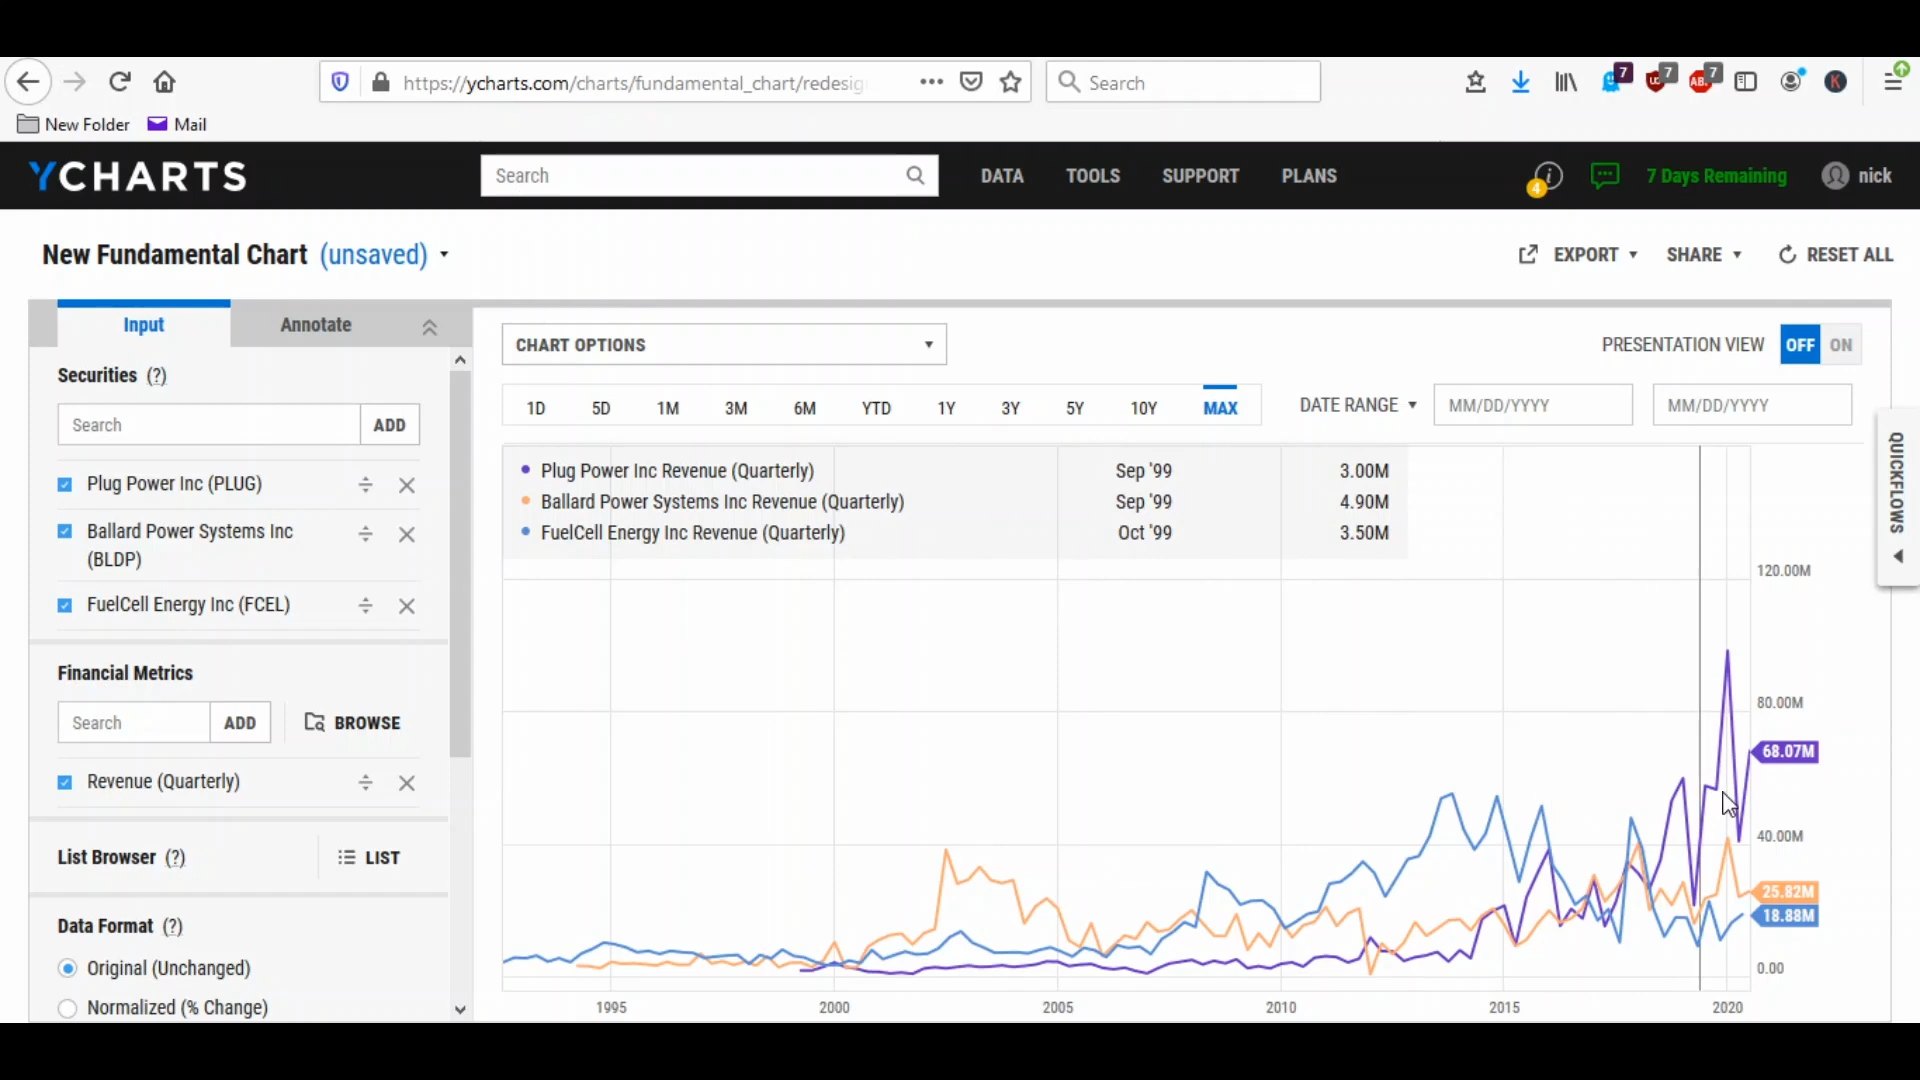 https://ycharts.com/charts/fundamental_chart/redesig
Search
7
7
7
New Folder
Mail
YCHARTS
Search
DATA
TOOLS
SUPPORT
PLANS
4
7 Days Remaining
nick
New Fundamental Chart (unsaved)
EXPORT
SHARE
RESET ALL
Input
Annotate
Securities (?)
Search
ADD
Plug Power Inc (PLUG)
Ballard Power Systems Inc
(BLDP)
FuelCell Energy Inc (FCEL)
Financial Metrics
Search
ADD
BROWSE
Revenue (Quarterly)
List Browser (?)
LIST
Data Format (?)
Original (Unchanged)
Normalized (% Change)
CHART OPTIONS
PRESENTATION VIEW
OFF
ON
1D
5D
1M
3M
6M
YTD
1Y
3Y
5Y
10Y
MAX
DATE RANGE
MM/DD/YYYY
MM/DD/YYYY
QUICKFLOWS
Plug Power Inc Revenue (Quarterly) Sep '99 3.00M
Ballard Power Systems Inc Revenue (Quarterly) Sep '99 4.90M
FuelCell Energy Inc Revenue (Quarterly) Oct '99 3.50M
120.00M
80.00M
68.07M
40.00M
25.82M
18.88M
0.00
1995
2000
2005
2010
2015
2020